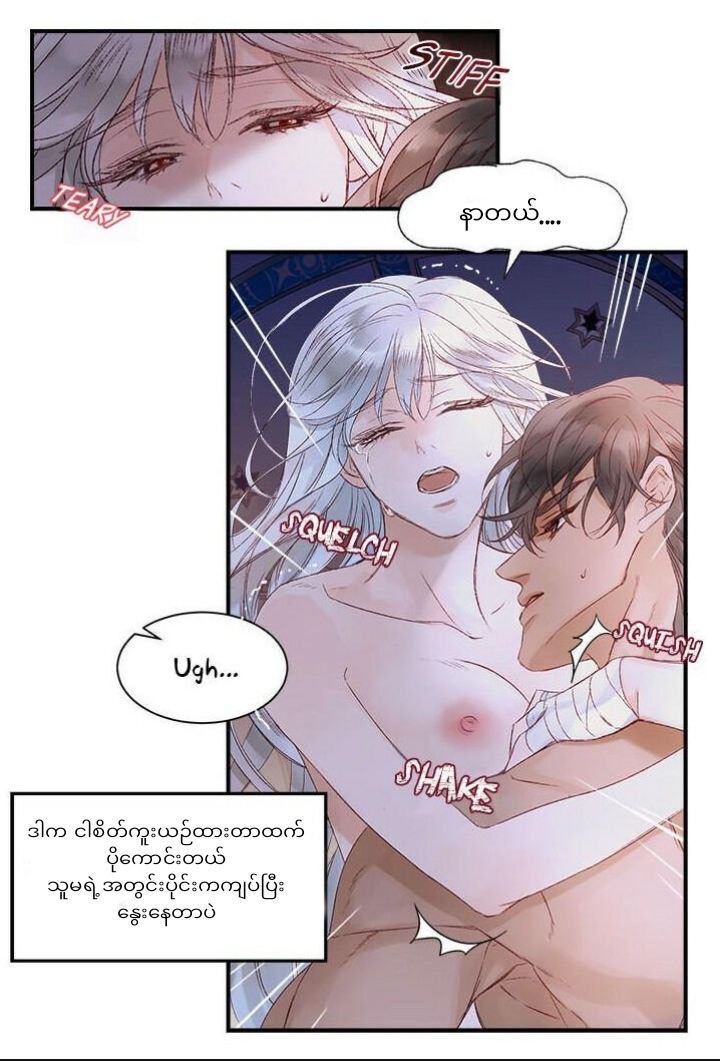 STIFF
TEARY
နာတယ်....
SQUELCH
SQUISH
Ugh...
SHAKE
ဒါက ငါစိတ်ကူးယဉ်ထားတာထက်
ပိုကောင်းတယ်
သူမရဲ့အတွင်းပိုင်းကကျပ်ပြီး
နွေးနေတာပဲ